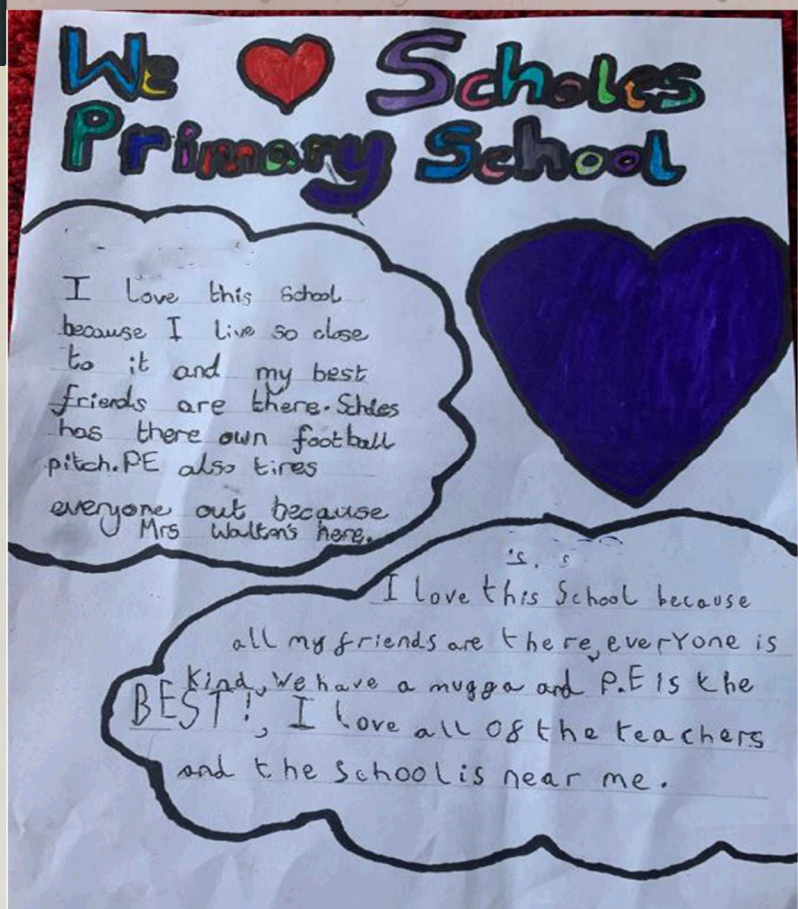 We Scholes
Primary School
I love this School
because I live so close
to it and my best
friends are there. Schles
has there own football
pitch. PE also tires
everyone out because
Mrs Walton's here.
I love this School because
all my friends are there, everyone is
kind, We have a mugga and P.E is the
BEST!, I love all of the teachers
and the School is near me.